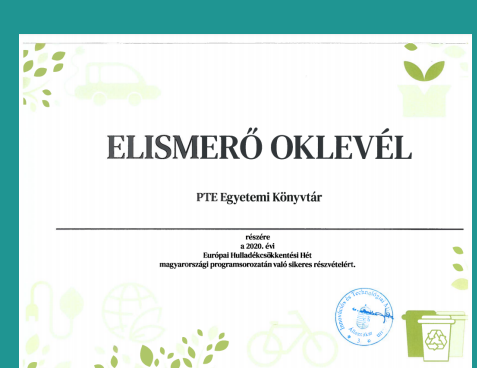 ELISMERŐ OKLEVÉL
PTE Egyetemi Könyvtár
részére
a 2020. évi
Európai Hulladékcsökkentési Hét
magyarországi programsorozatán való sikeres részvételért.